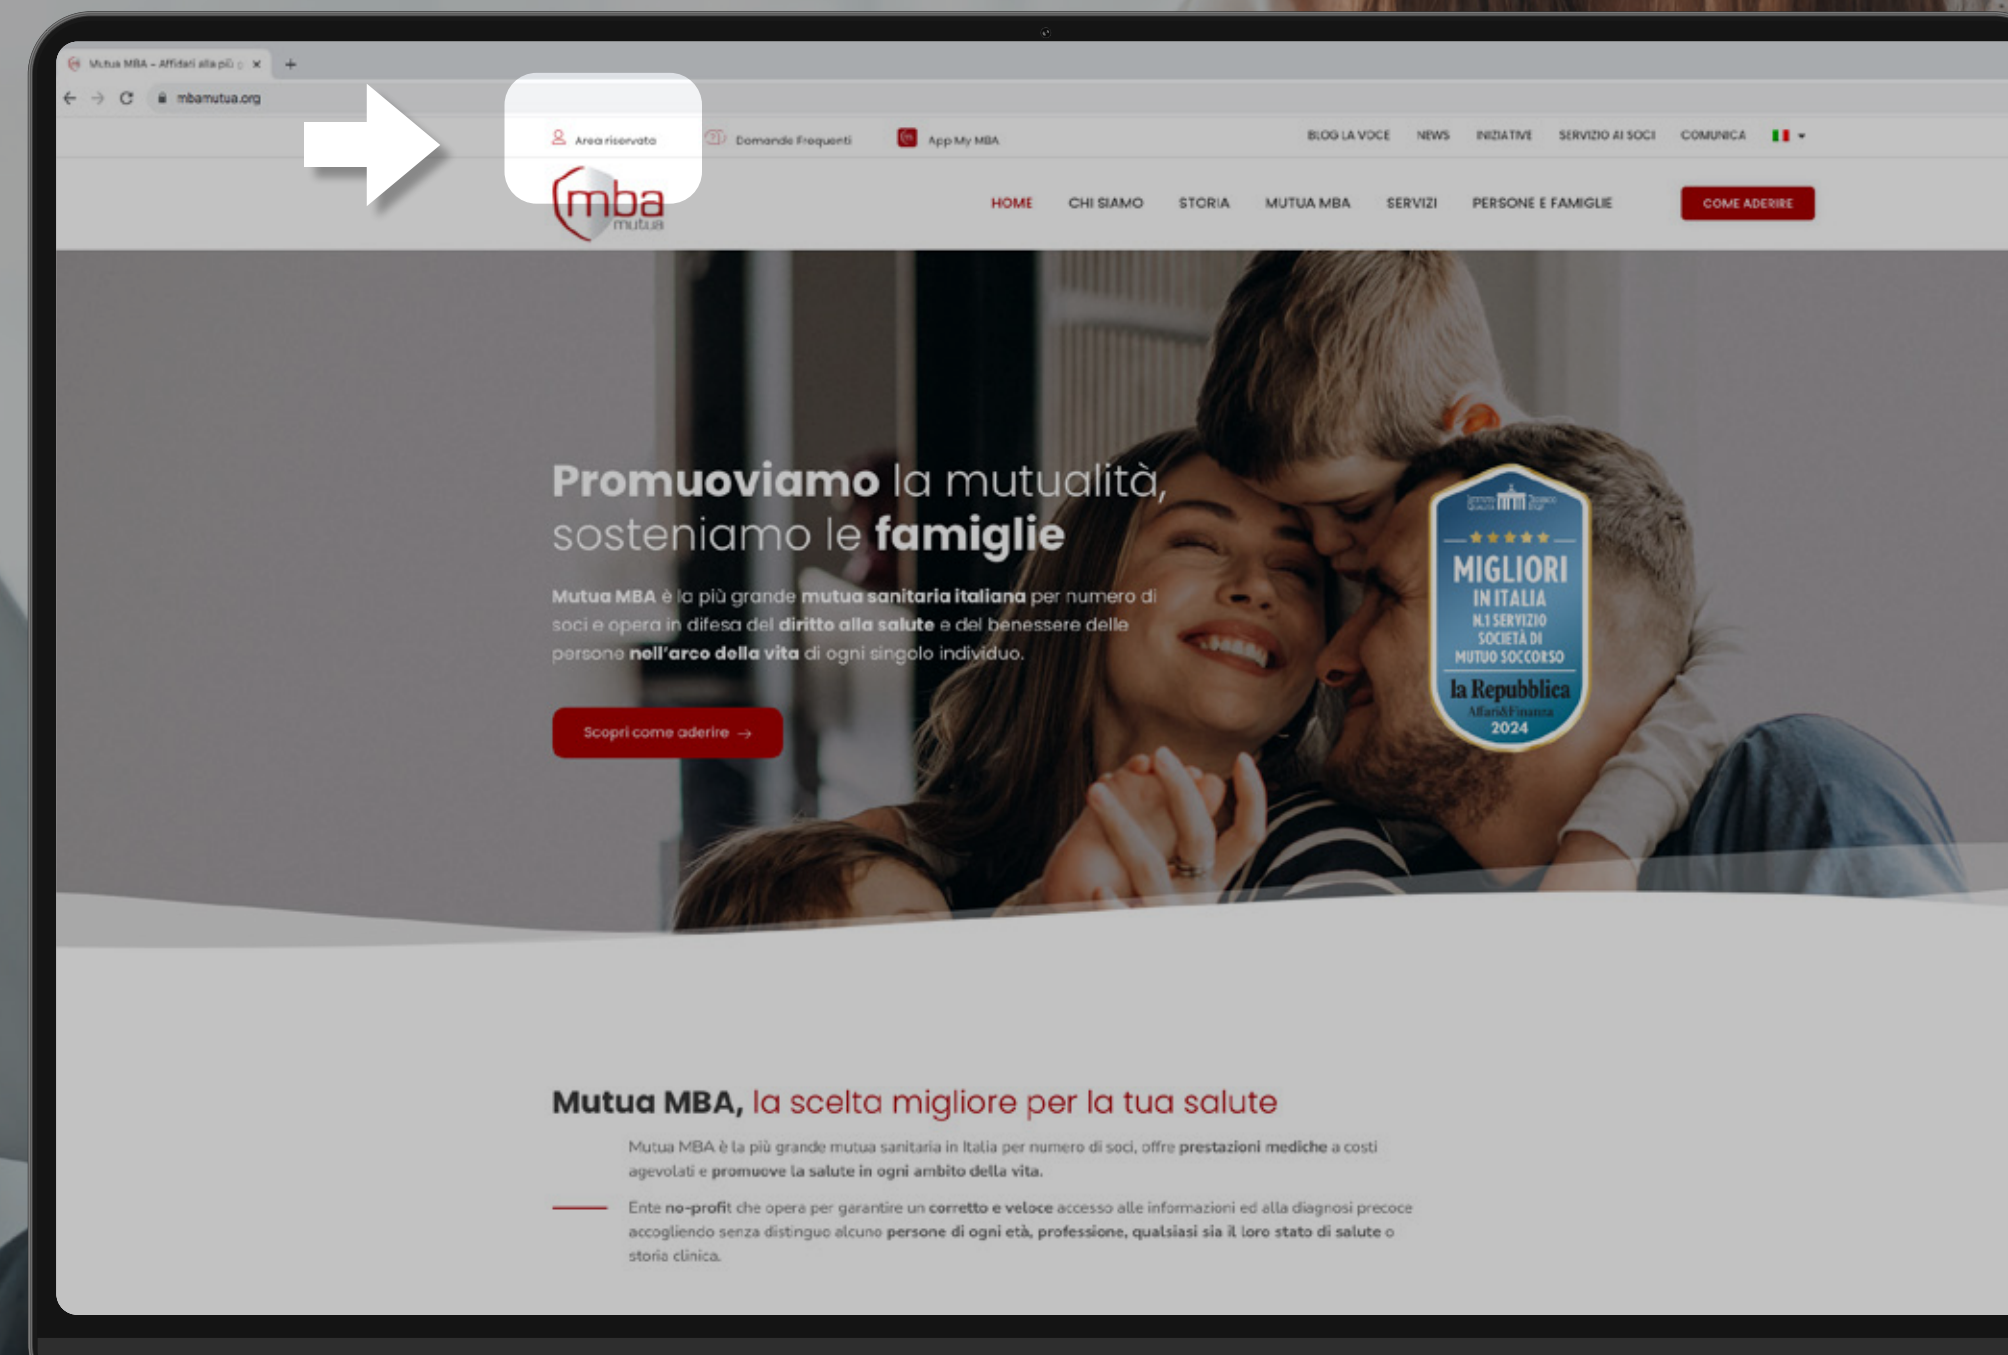 Mutua MBA – Affidati alla più g
mbamutua.org
Area riservata
Domande Frequenti
App My MBA
BLOG LA VOCE
NEWS
INIZIATIVE
SERVIZIO AI SOCI
COMUNICA
mba
mutua
HOME
CHI SIAMO
STORIA
MUTUA MBA
SERVIZI
PERSONE E FAMIGLIE
COME ADERIRE
Promuoviamo la mutualità,
sosteniamo le famiglie
Mutua MBA è la più grande mutua sanitaria italiana per numero di
soci e opera in difesa del diritto alla salute e del benessere delle
persone nell'arco della vita di ogni singolo individuo.
Scopri come aderire →
MIGLIORI
IN ITALIA
N.1 SERVIZIO
SOCIETÀ DI
MUTUO SOCCORSO
la Repubblica
Affari&Finanza
2024
Mutua MBA, la scelta migliore per la tua salute
Mutua MBA è la più grande mutua sanitaria in Italia per numero di soci, offre prestazioni mediche a costi
agevolati e promuove la salute in ogni ambito della vita.
Ente no-profit che opera per garantire un corretto e veloce accesso alle informazioni ed alla diagnosi precoce
accogliendo senza distinguo alcuno persone di ogni età, professione, qualsiasi sia il loro stato di salute o
storia clinica.